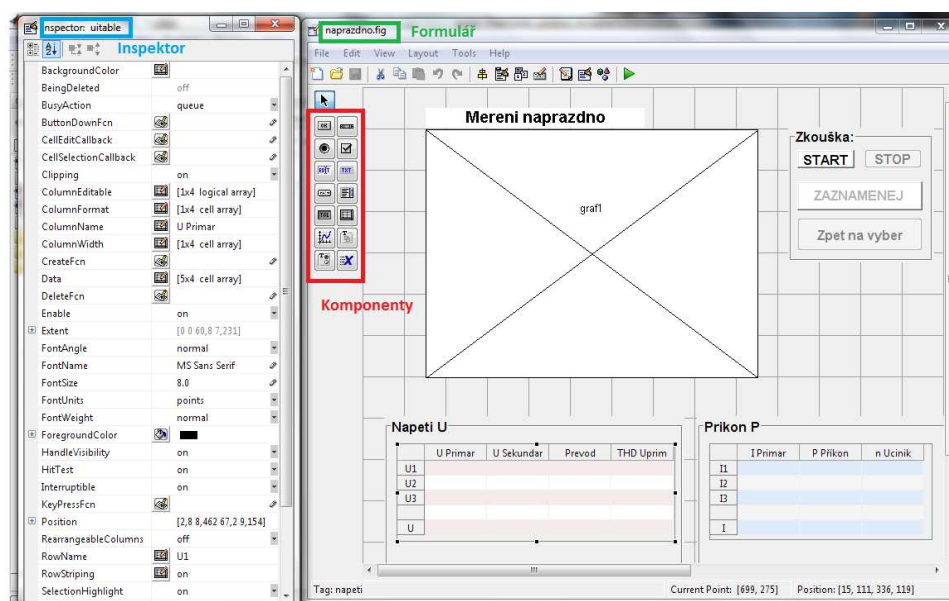 Inspector: uitable
Inspektor
BackgroundColor
BeingDeleted off
BusyAction queue
ButtonDownFcn
CellEditCallback
CellSelectionCallback
Clipping on
ColumnEditable [1x4 logical array]
ColumnFormat [1x4 cell array]
ColumnName U Primar
ColumnWidth [1x4 cell array]
CreateFcn
Data [5x4 cell array]
DeleteFcn
Enable on
Extent [0 0 60,8 7,231]
FontAngle normal
FontName MS Sans Serif
FontSize 8.0
FontUnits points
FontWeight normal
ForegroundColor
HandleVisibility on
HitTest on
Interruptible on
KeyPressFcn
Position [2,8 8,462 67,2 9,154]
RearrangeableColumns off
RowName U1
RowStriping on
SelectionHighlight on
naprazdno.fig
Formulář
File Edit View Layout Tools Help
OK
EDIT TXT
TGL
Komponenty
Mereni naprazdno
graf1
Zkouška:
START STOP
ZAZNAMENEJ
Zpet na vyber
Napeti U
U Primar U Sekundar Prevod THD Uprim
U1
U2
U3
U
Prikon P
I Primar P Příkon n Ucinik
I1
I2
I3
I
Tag: napeti
Current Point: [699, 275] Position: [15, 111, 336, 119]